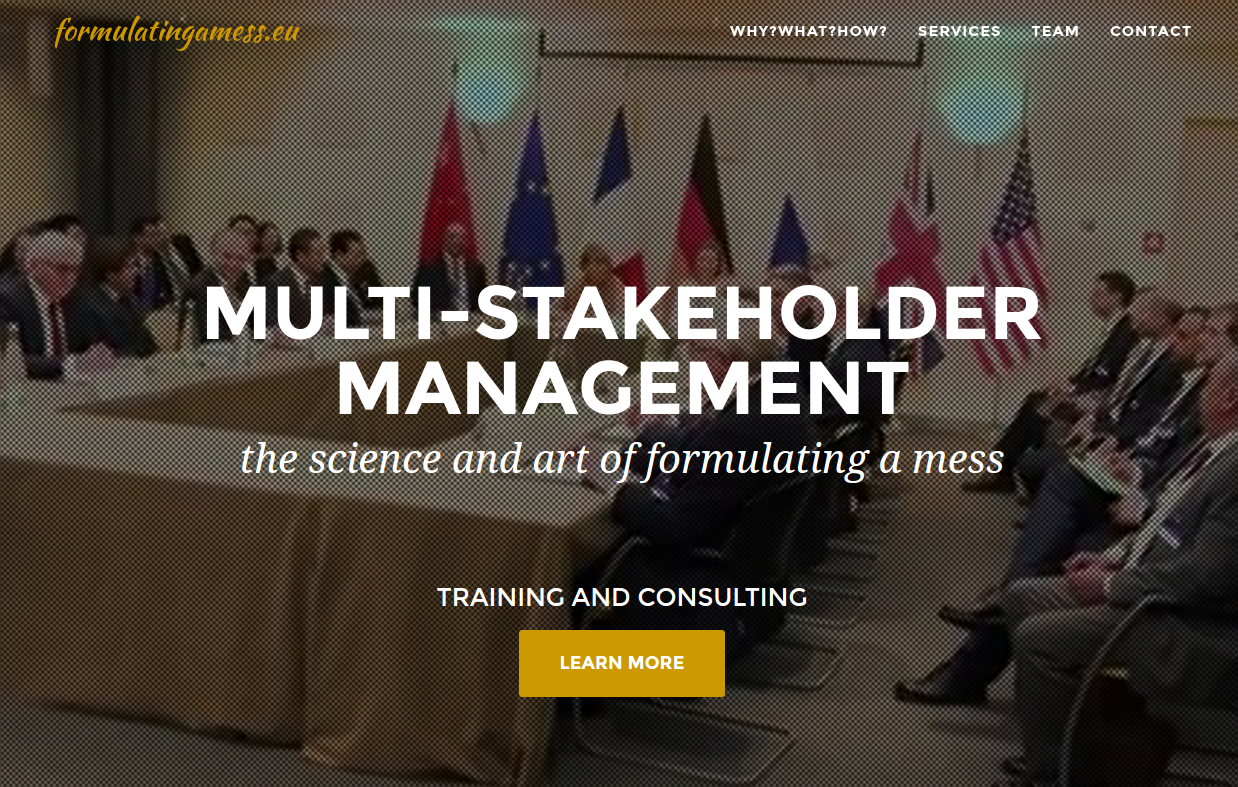 formulatingamess.eu
WHY?WHAT?HOW? SERVICES TEAM CONTACT
MULTI-STAKEHOLDER
MANAGEMENT
the science and art of formulating a mess
TRAINING AND CONSULTING
LEARN MORE